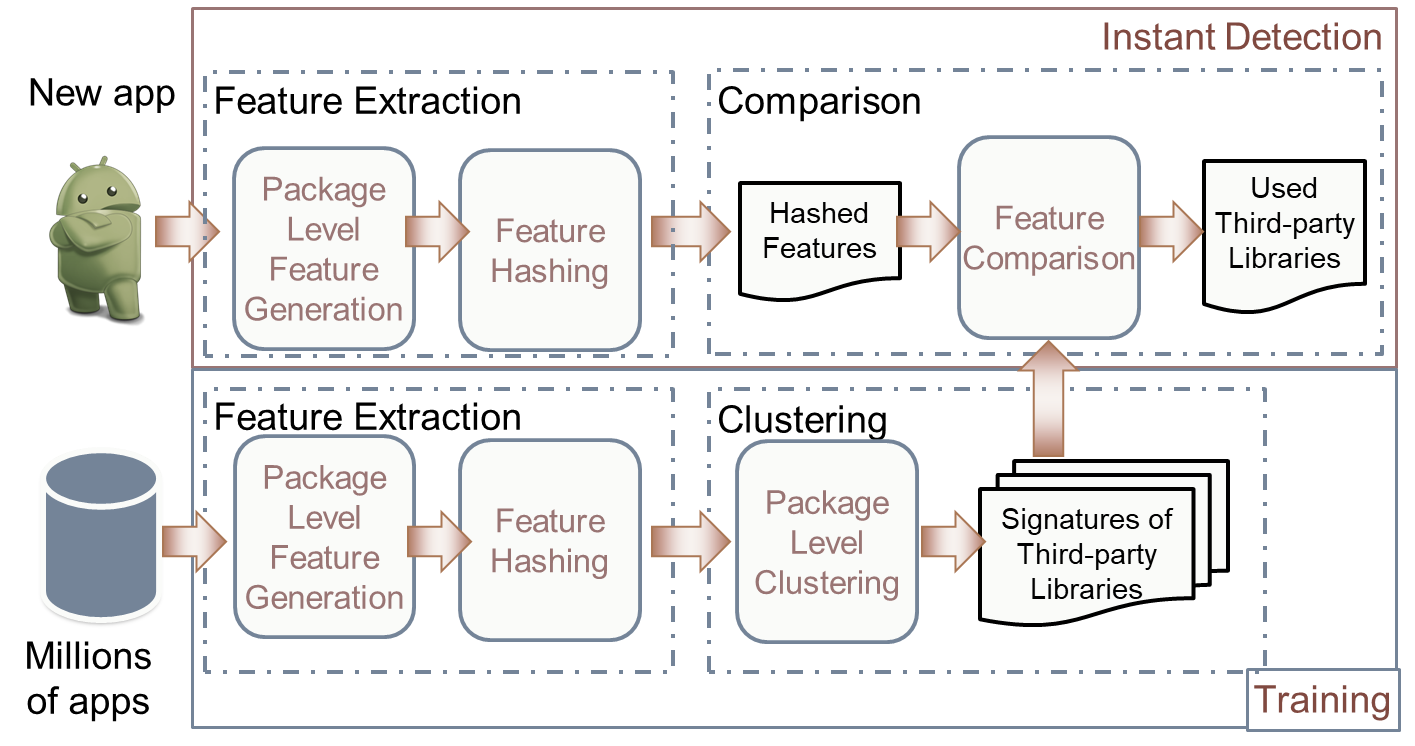 Instant Detection
New app
Feature Extraction
Package
Level
Feature
Generation
Feature
Hashing
Comparison
Hashed
Features
Feature
Comparison
Used
Third-party
Libraries
Feature Extraction
Package
Level
Feature
Generation
Feature
Hashing
Clustering
Package
Level
Clustering
Signatures of
Third-party
Libraries
Millions
of apps
Training